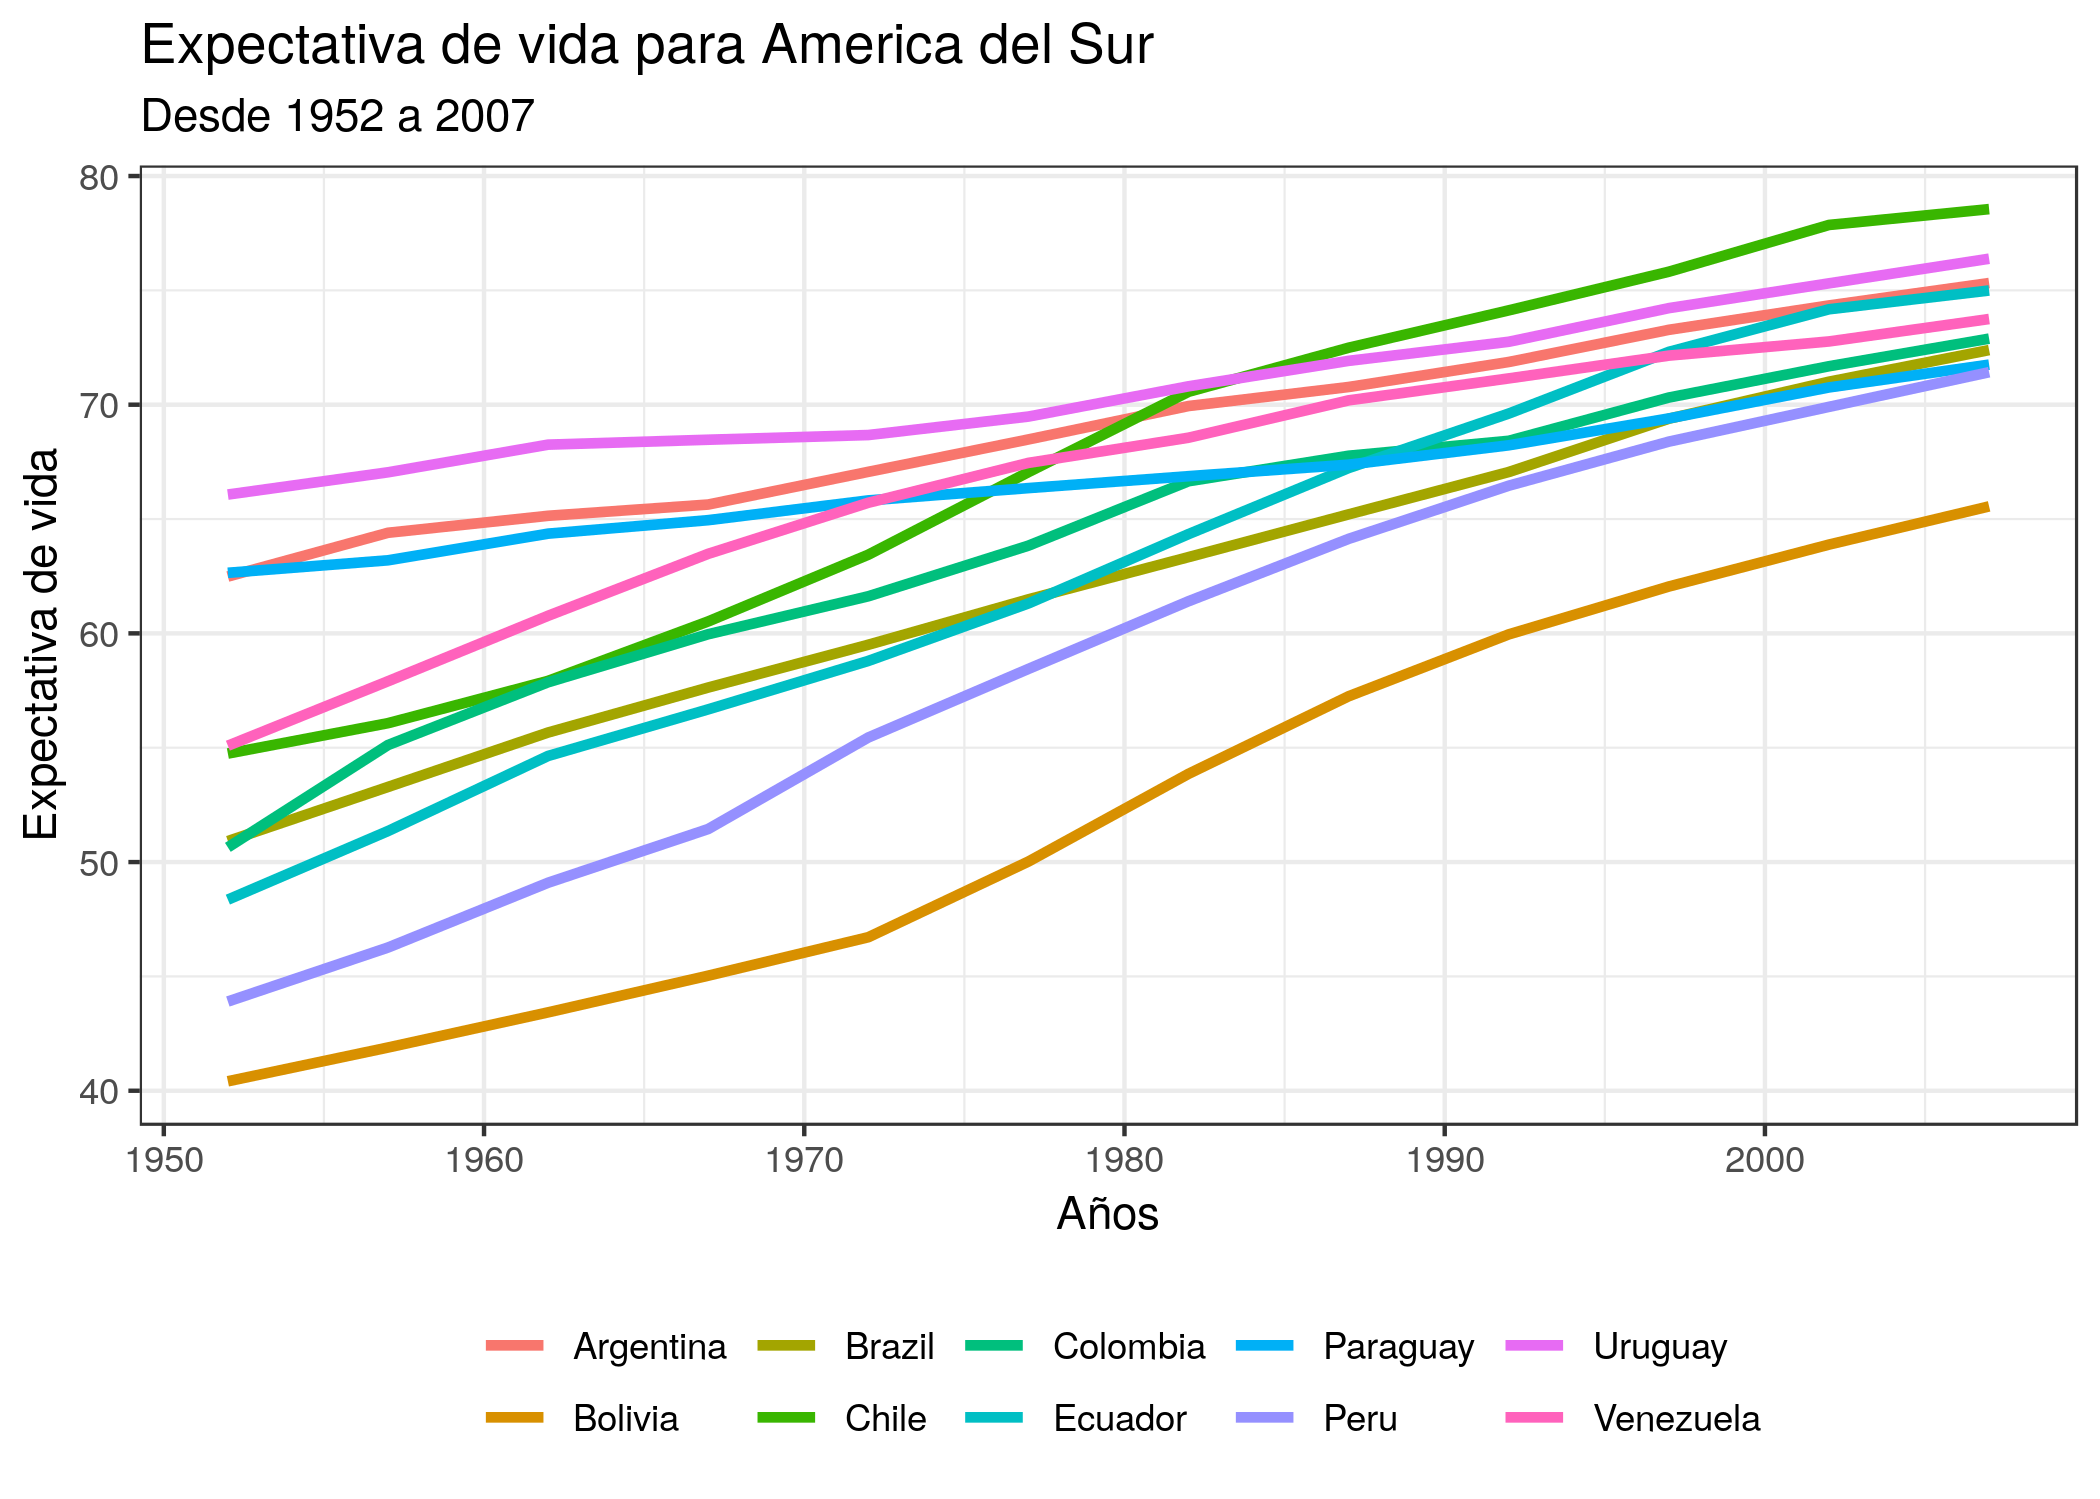 Expectativa de vida para America del Sur
Desde 1952 a 2007
80
70
60
50
40
Expectativa de vida
1950 1960 1970 1980 1990 2000
Años
Argentina Brazil Colombia Paraguay Uruguay
Bolivia Chile Ecuador Peru Venezuela